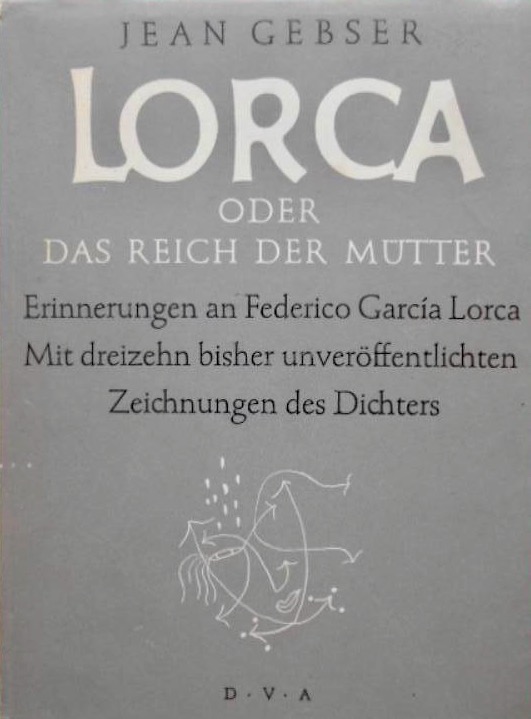 JEAN GEBSER
LORCA
ODER
DAS REICH DER MÜTTER
Erinnerungen an Federico García Lorca
Mit dreizehn bisher unveröffentlichten
Zeichnungen des Dichters
D · V · A